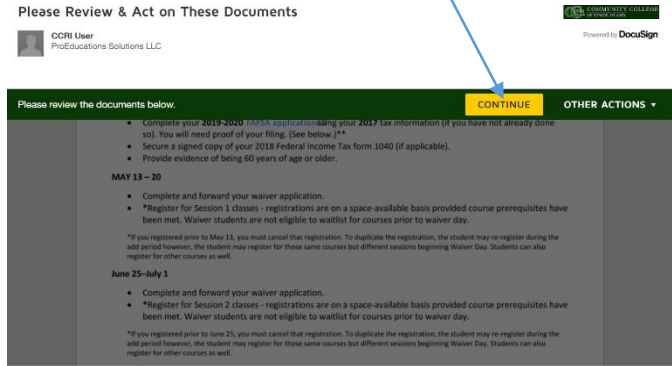 Please Review & Act on These Documents
COMMUNITY COLLEGE
OF RHODE ISLAND
CCRI User
ProEducations Solutions LLC
Powered by DocuSign
Please review the documents below.
CONTINUE
OTHER ACTIONS ▼
• Complete your 2019-2020 FAFSA application using your 2017 tax information (if you have not already done
so). You will need proof of your filing. (See below.)**
• Secure a signed copy of your 2018 Federal Income Tax form 1040 (if applicable).
• Provide evidence of being 60 years of age or older.
MAY 13 – 20
• Complete and forward your waiver application.
• *Register for Session 1 classes - registrations are on a space-available basis provided course prerequisites have
been met. Waiver students are not eligible to waitlist for courses prior to waiver day.
*If you registered prior to May 13, you must cancel that registration. To duplicate the registration, the student may re-register during the
add period however, the student may register for those same courses but different sessions beginning Waiver Day. Students can also
register for other courses as well.
June 25–July 1
• Complete and forward your waiver application.
• *Register for Session 2 classes - registrations are on a space-available basis provided course prerequisites have
been met. Waiver students are not eligible to waitlist for courses prior to waiver day.
*If you registered prior to June 25, you must cancel that registration. To duplicate the registration, the student may re-register during the
add period however, the student may register for those same courses but different sessions beginning Waiver Day. Students can also
register for other courses as well.